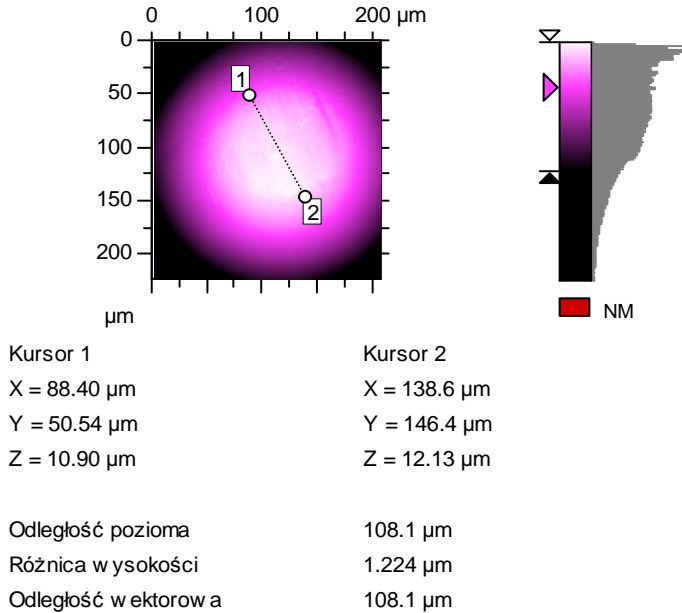 0 100 200 µm
0
50
100
150
200
µm
1
2
NM
Kursor 1 Kursor 2
X = 88.40 µm X = 138.6 µm
Y = 50.54 µm Y = 146.4 µm
Z = 10.90 µm Z = 12.13 µm
Odległość pozioma 108.1 µm
Różnica wysokości 1.224 µm
Odległość wektorowa 108.1 µm